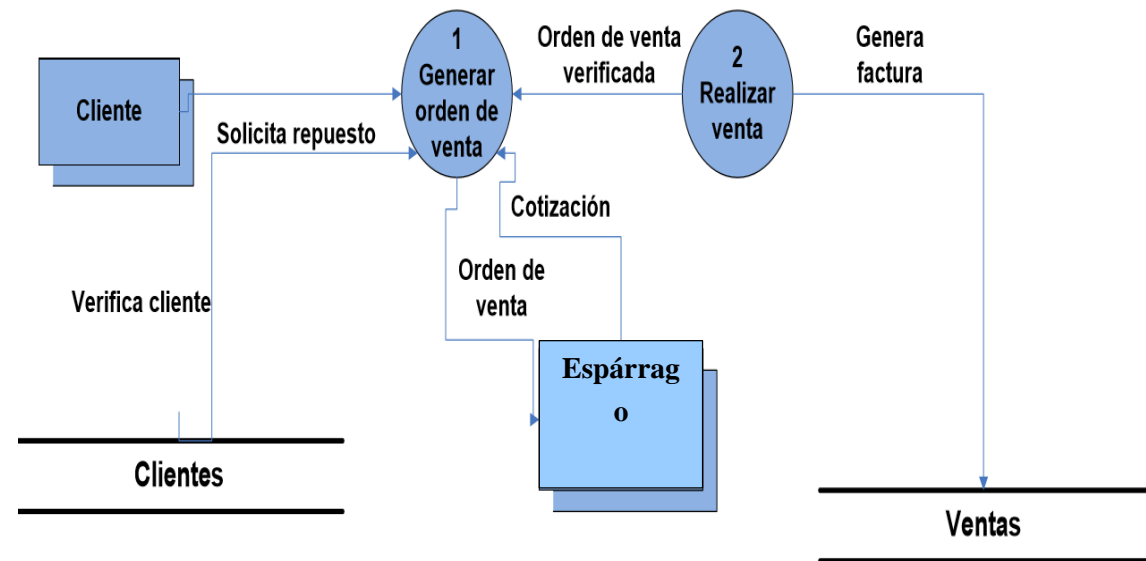 Cliente
1
Generar
orden de
venta
Orden de venta
verificada
2
Realizar
venta
Genera
factura
Solicita repuesto
Cotización
Orden de
venta
Verifica cliente
Espárrag
o
Clientes
Ventas